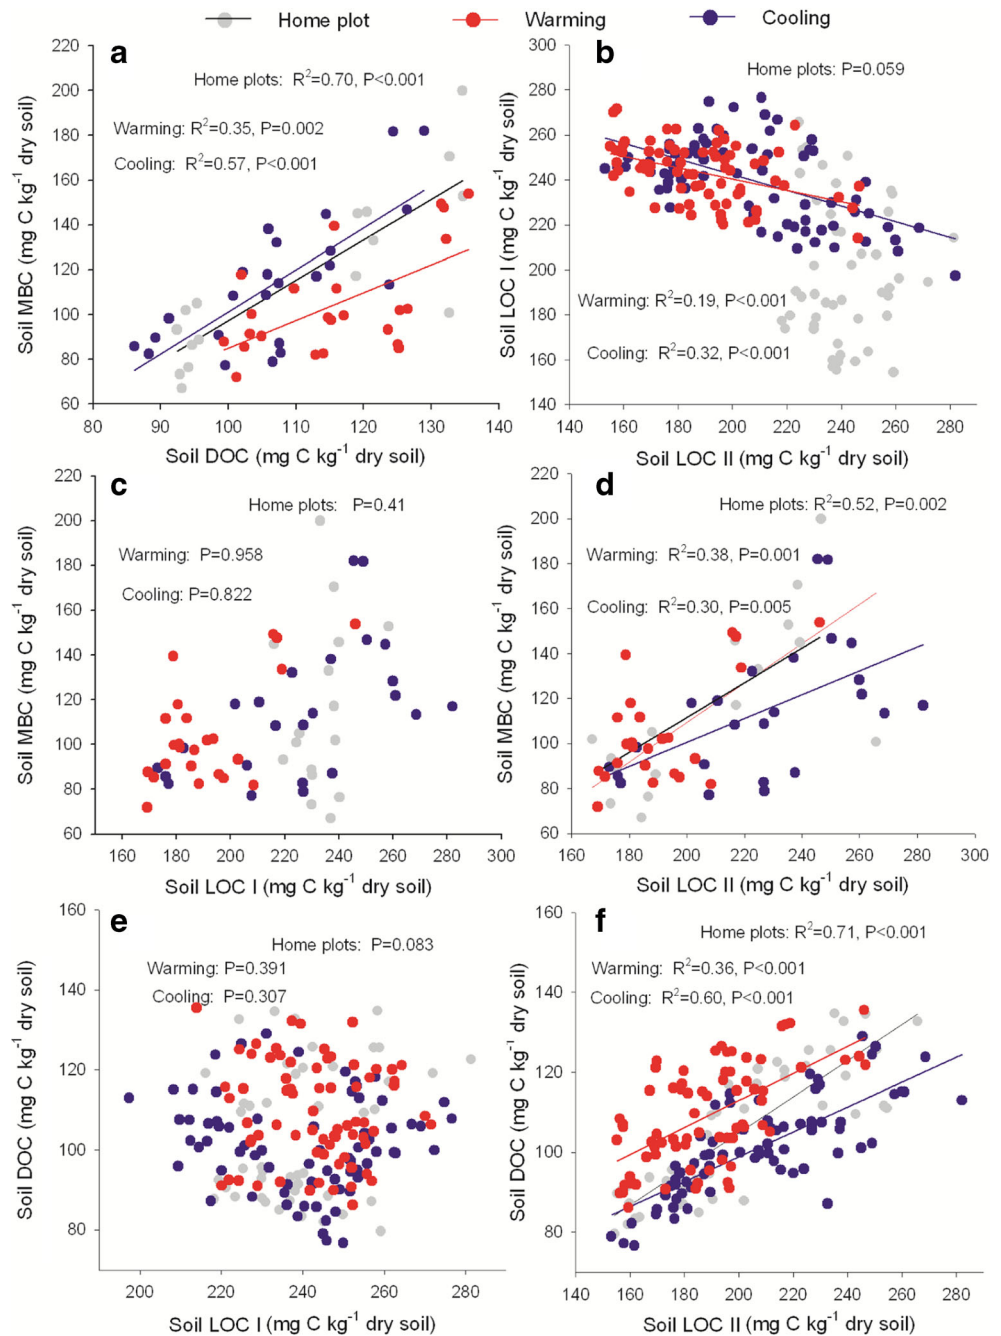 Home plot Warming Cooling
a
Home plots: R²=0.70, P<0.001
Warming: R²=0.35, P=0.002
Cooling: R²=0.57, P<0.001
220
200
180
160
140
120
100
80
60
Soil MBC (mg C kg⁻¹ dry soil)
80 90 100 110 120 130 140
Soil DOC (mg C kg⁻¹ dry soil)
b
Home plots: P=0.059
Warming: R²=0.19, P<0.001
Cooling: R²=0.32, P<0.001
300
280
260
240
220
200
180
160
140
Soil LOC I (mg C kg⁻¹ dry soil)
140 160 180 200 220 240 260 280 300
Soil LOC II (mg C kg⁻¹ dry soil)
c
Home plots: P=0.41
Warming: P=0.958
Cooling: P=0.822
220
200
180
160
140
120
100
80
60
Soil MBC (mg C kg⁻¹ dry soil)
160 180 200 220 240 260 280 300
Soil LOC I (mg C kg⁻¹ dry soil)
d
Home plots: R²=0.52, P=0.002
Warming: R²=0.38, P=0.001
Cooling: R²=0.30, P=0.005
220
200
180
160
140
120
100
80
60
Soil MBC (mg C kg⁻¹ dry soil)
160 180 200 220 240 260 280 300
Soil LOC II (mg C kg⁻¹ dry soil)
e
Home plots: P=0.083
Warming: P=0.391
Cooling: P=0.307
160
140
120
100
80
Soil DOC (mg C kg⁻¹ dry soil)
200 220 240 260 280
Soil LOC I (mg C kg⁻¹ dry soil)
f
Home plots: R²=0.71, P<0.001
Warming: R²=0.36, P<0.001
Cooling: R²=0.60, P<0.001
160
140
120
100
80
Soil DOC (mg C kg⁻¹ dry soil)
140 160 180 200 220 240 260 280
Soil LOC II (mg C kg⁻¹ dry soil)